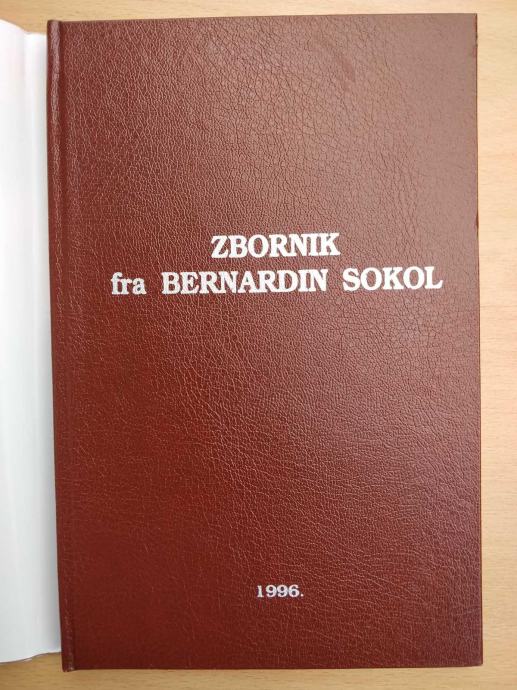 ZBORNIK
fra BERNARDIN SOKOL
1996.